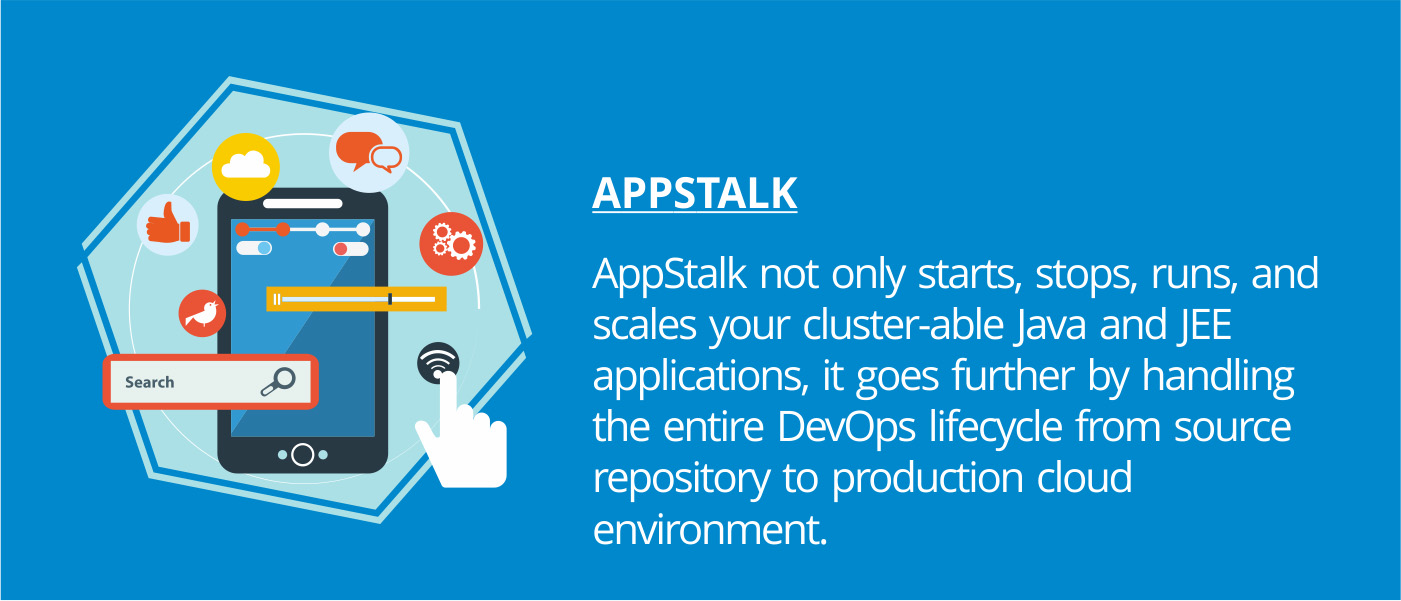 APPSTALK
AppStalk not only starts, stops, runs, and
scales your cluster-able Java and JEE
applications, it goes further by handling
the entire DevOps lifecycle from source
repository to production cloud
environment.
Search